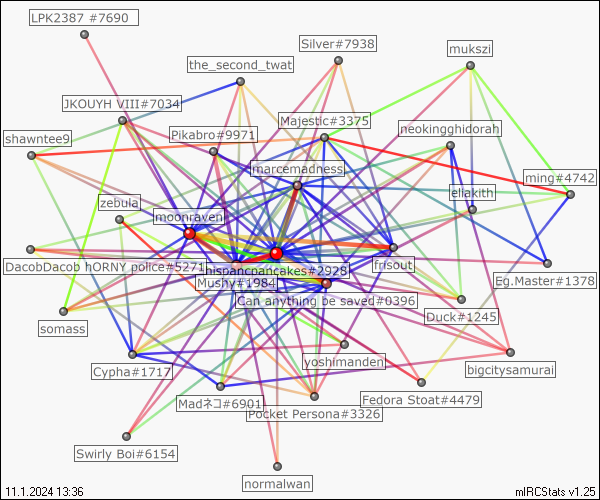 LPK2387 #7690
Silver#7938
mukszi
the_second_twat
JKOUYH VIII#7034
Majestic#3375
neokingghidorah
shawntee9
Pikabro#9971
marcemadness
ellakith
ming#4742
zebula
moonraven
DacobDacob hORNY police#5271
hispanopancakes#2928
frisout
Mushy#1984
Eg.Master#1378
Can anything be saved#0396
somass
Duck#1245
Cypha#1717
yoshimanden
bigcitysamurai
Madネコ#6901
Pocket Persona#3326
Fedora Stoat#4479
Swirly Boi#6154
normalwan
11.1.2024 13:36
mIRCStats v1.25